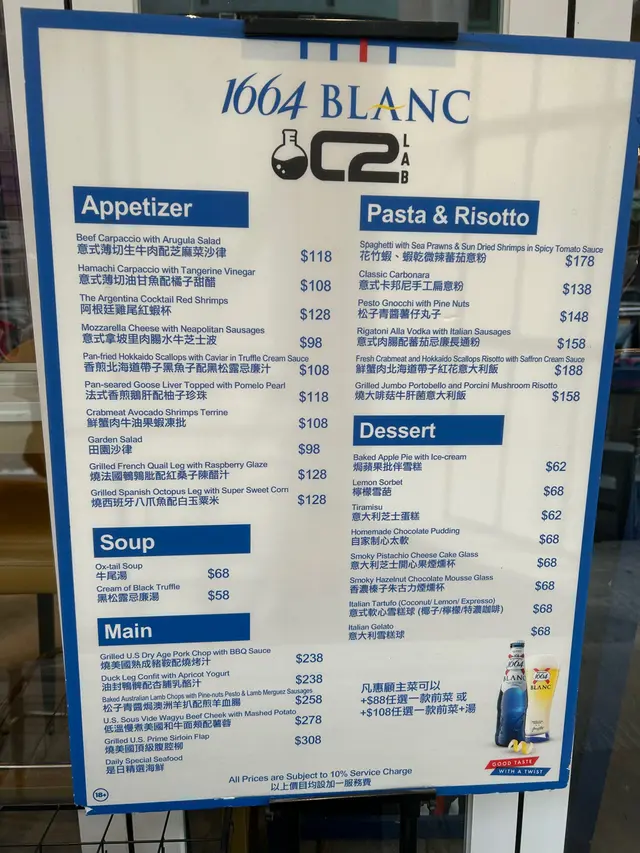 1664 BLANC
C2 LAB
Appetizer
Beef Carpaccio with Arugula Salad
意式薄切生牛肉配芝麻菜沙律 $118
Hamachi Carpaccio with Tangerine Vinegar
意式薄切油甘魚配橘子甜醋 $108
The Argentina Cocktail Red Shrimps
阿根廷雞尾紅蝦杯 $128
Mozzarella Cheese with Neapolitan Sausages
意式拿坡里肉腸水牛芝士波 $98
Pan-fried Hokkaido Scallops with Caviar in Truffle Cream Sauce
香煎北海道帶子黑魚子配黑松露忌廉汁 $108
Pan-seared Goose Liver Topped with Pomelo Pearl
法式香煎鵝肝配柚子珍珠 $118
Crabmeat Avocado Shrimps Terrine
鮮蟹肉牛油果蝦凍批 $108
Garden Salad
田園沙律 $98
Grilled French Quail Leg with Raspberry Glaze
燒法國鵪鶉髀配紅桑子陳醋汁 $128
Grilled Spanish Octopus Leg with Super Sweet Corn
燒西班牙八爪魚配白玉粟米 $128
Soup
Ox-tail Soup
牛尾湯 $68
Cream of Black Truffle
黑松露忌廉湯 $58
Main
Grilled U.S Dry Age Pork Chop with BBQ Sauce
燒美國熟成豬鞍配燒烤汁 $238
Duck Leg Confit with Apricot Yogurt
油封鴨髀配杏脯乳酪汁 $238
Baked Australian Lamb Chops with Pine-nuts Pesto & Lamb Merguez Sausages
松子青醬焗澳洲羊扒配煎羊血腸 $258
U.S. Sous Vide Wagyu Beef Cheek with Mashed Potato
低溫慢煮美國和牛面頰配薯蓉 $278
Grilled U.S. Prime Sirloin Flap
燒美國頂級腹腔柳 $308
Daily Special Seafood
是日精選海鮮
Pasta & Risotto
Spaghetti with Sea Prawns & Sun Dried Shrimps in Spicy Tomato Sauce
花竹蝦、蝦乾微辣蕃茄意粉 $178
Classic Carbonara
意式卡邦尼手工扁意粉 $138
Pesto Gnocchi with Pine Nuts
松子青醬薯仔丸子 $148
Rigatoni Alla Vodka with Italian Sausages
意式肉腸配蕃茄忌廉長通粉 $158
Fresh Crabmeat and Hokkaido Scallops Risotto with Saffron Cream Sauce
鮮蟹肉北海道帶子紅花意大利飯 $188
Grilled Jumbo Portobello and Porcini Mushroom Risotto
燒大啡菇牛肝菌意大利飯 $158
Dessert
Baked Apple Pie with Ice-cream
焗蘋果批伴雪糕 $62
Lemon Sorbet
檸檬雪葩 $68
Tiramisu
意大利芝士蛋糕 $62
Homemade Chocolate Pudding
自家制心太軟 $68
Smoky Pistachio Cheese Cake Glass
意大利芝士開心果煙燻杯 $68
Smoky Hazelnut Chocolate Mousse Glass
香濃榛子朱古力煙燻杯 $68
Italian Tartufo (Coconut/ Lemon/ Expresso)
意式軟心雪糕球 (椰子/檸檬/特濃咖啡) $68
Italian Gelato
意大利雪糕球 $68
凡惠顧主菜可以
+$88任選一款前菜 或
+$108任選一款前菜+湯
1664
BLANC
1664
BLANC
GOOD TASTE
WITH A TWIST
All Prices are Subject to 10% Service Charge
以上價目均設加一服務費
18+